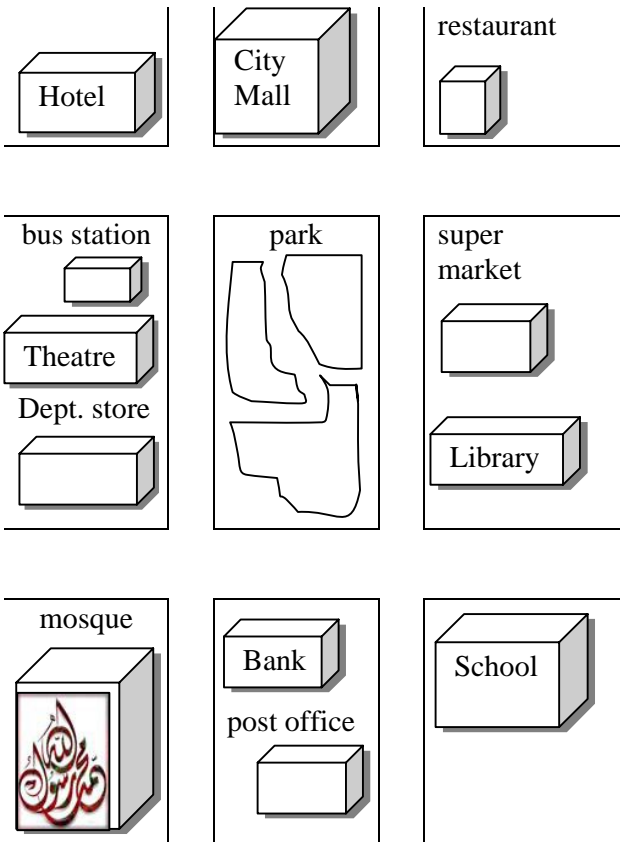 Hotel
City
Mall
restaurant
bus station
Theatre
Dept. store
park
super
market
Library
mosque
Bank
post office
School